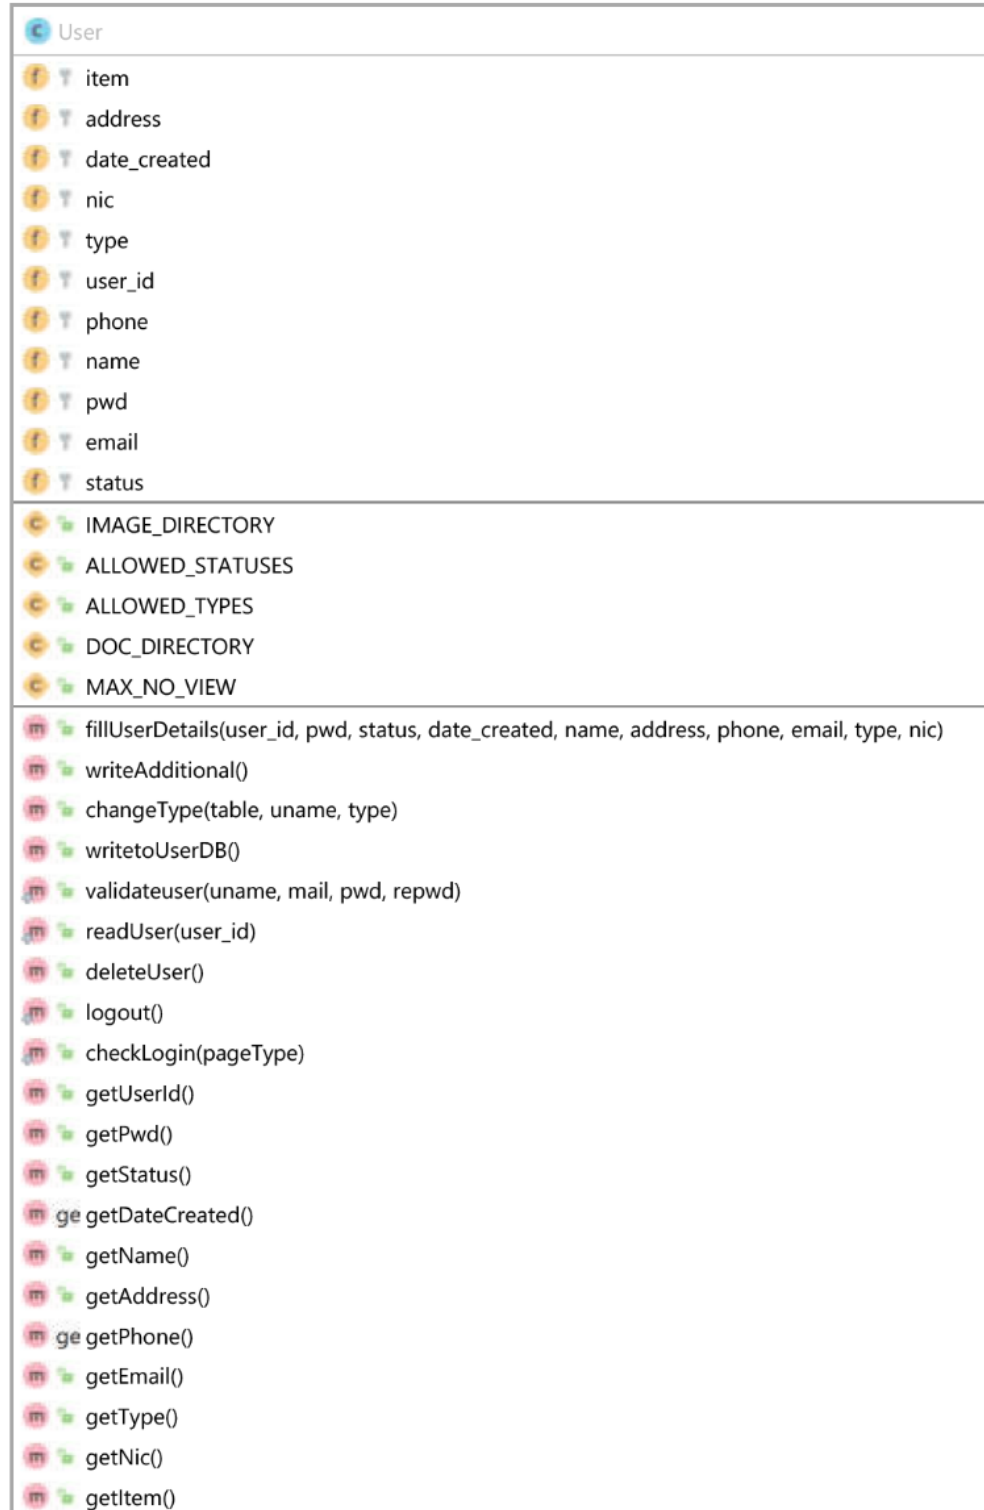 User
item
address
date_created
nic
type
user_id
phone
name
pwd
email
status
IMAGE_DIRECTORY
ALLOWED_STATUSES
ALLOWED_TYPES
DOC_DIRECTORY
MAX_NO_VIEW
fillUserDetails(user_id, pwd, status, date_created, name, address, phone, email, type, nic)
writeAdditional()
changeType(table, uname, type)
writetoUserDB()
validateuser(uname, mail, pwd, repwd)
readUser(user_id)
deleteUser()
logout()
checkLogin(pageType)
getUserId()
getPwd()
getStatus()
ge getDateCreated()
getName()
getAddress()
ge getPhone()
getEmail()
getType()
getNic()
getItem()